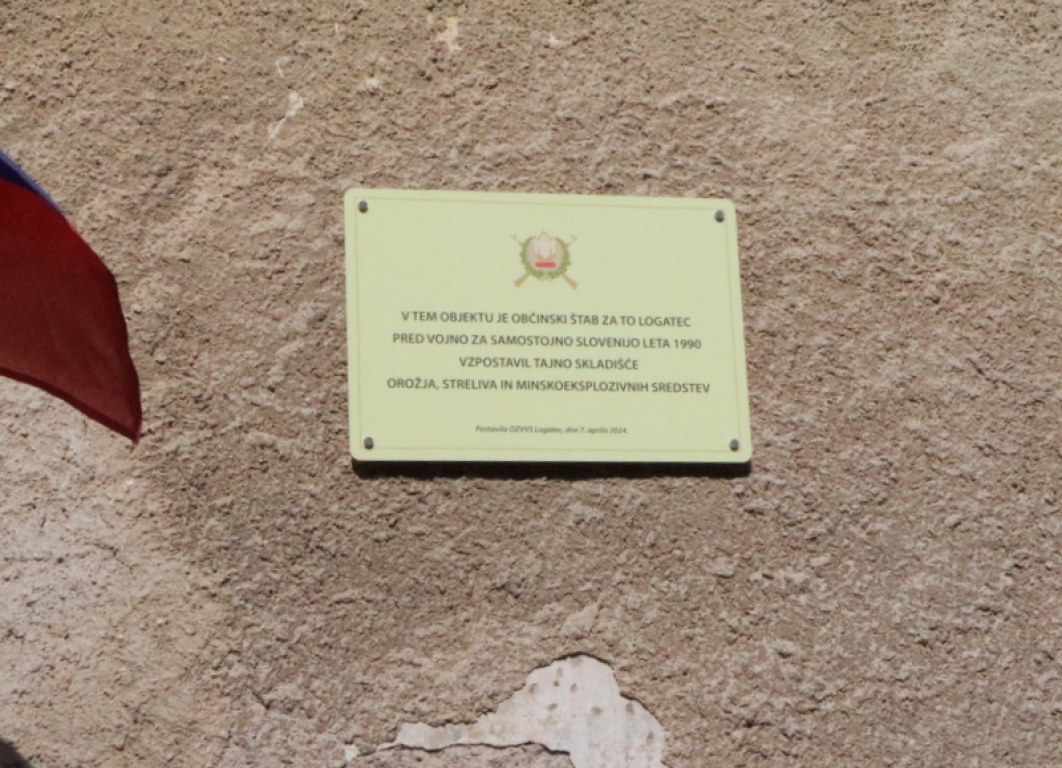 V TEM OBJEKTU JE OBČINSKI ŠTAB ZA TO LOGATEC
PRED VOJNO ZA SAMOSTOJNO SLOVENIJO LETA 1990
VZPOSTAVIL TAJNO SKLADIŠČE
OROŽJA, STRELIVA IN MINSKOEKSPLOZIVNIH SREDSTEV
Postavilo OZVVS Logatec, dne 7. aprila 2024.